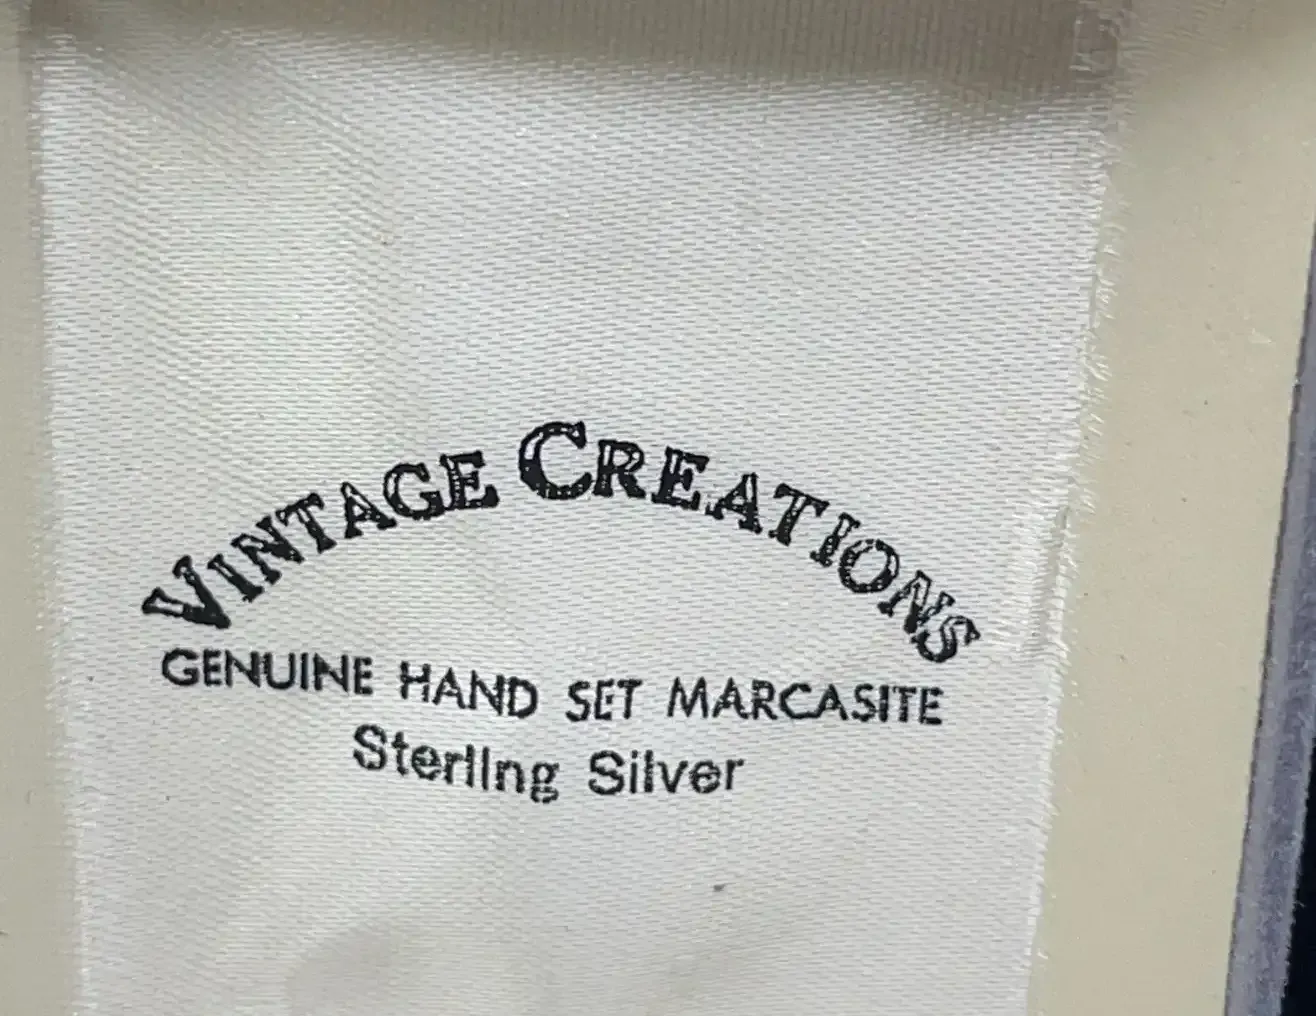 VINTAGE CREATIONS
GENUINE HAND SET MARCASITE
Sterling Silver